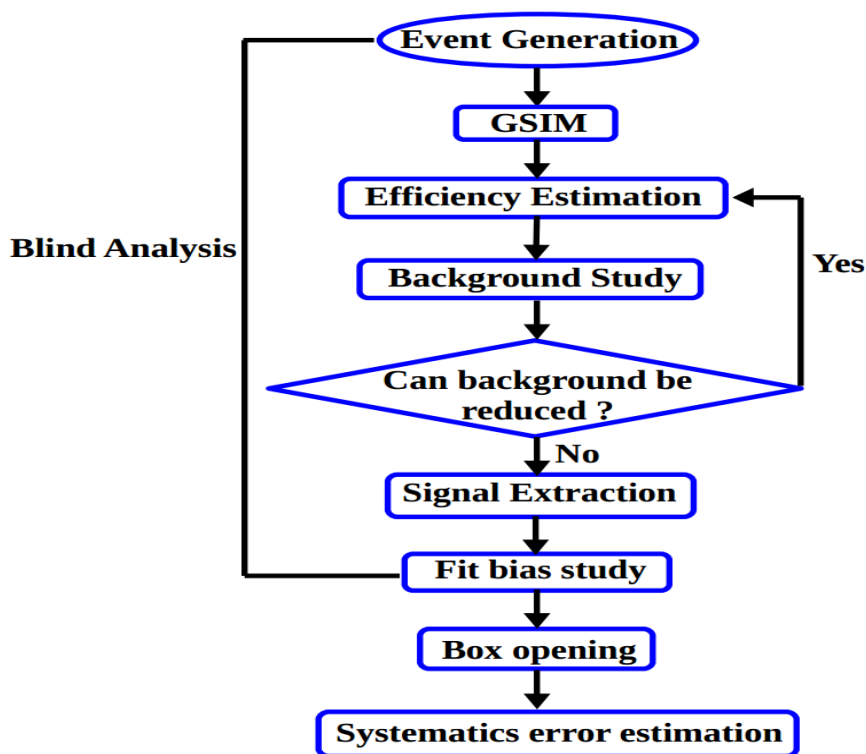 Event Generation
GSIM
Efficiency Estimation
Blind Analysis
Background Study
Yes
Can background be
reduced ?
No
Signal Extraction
Fit bias study
Box opening
Systematics error estimation